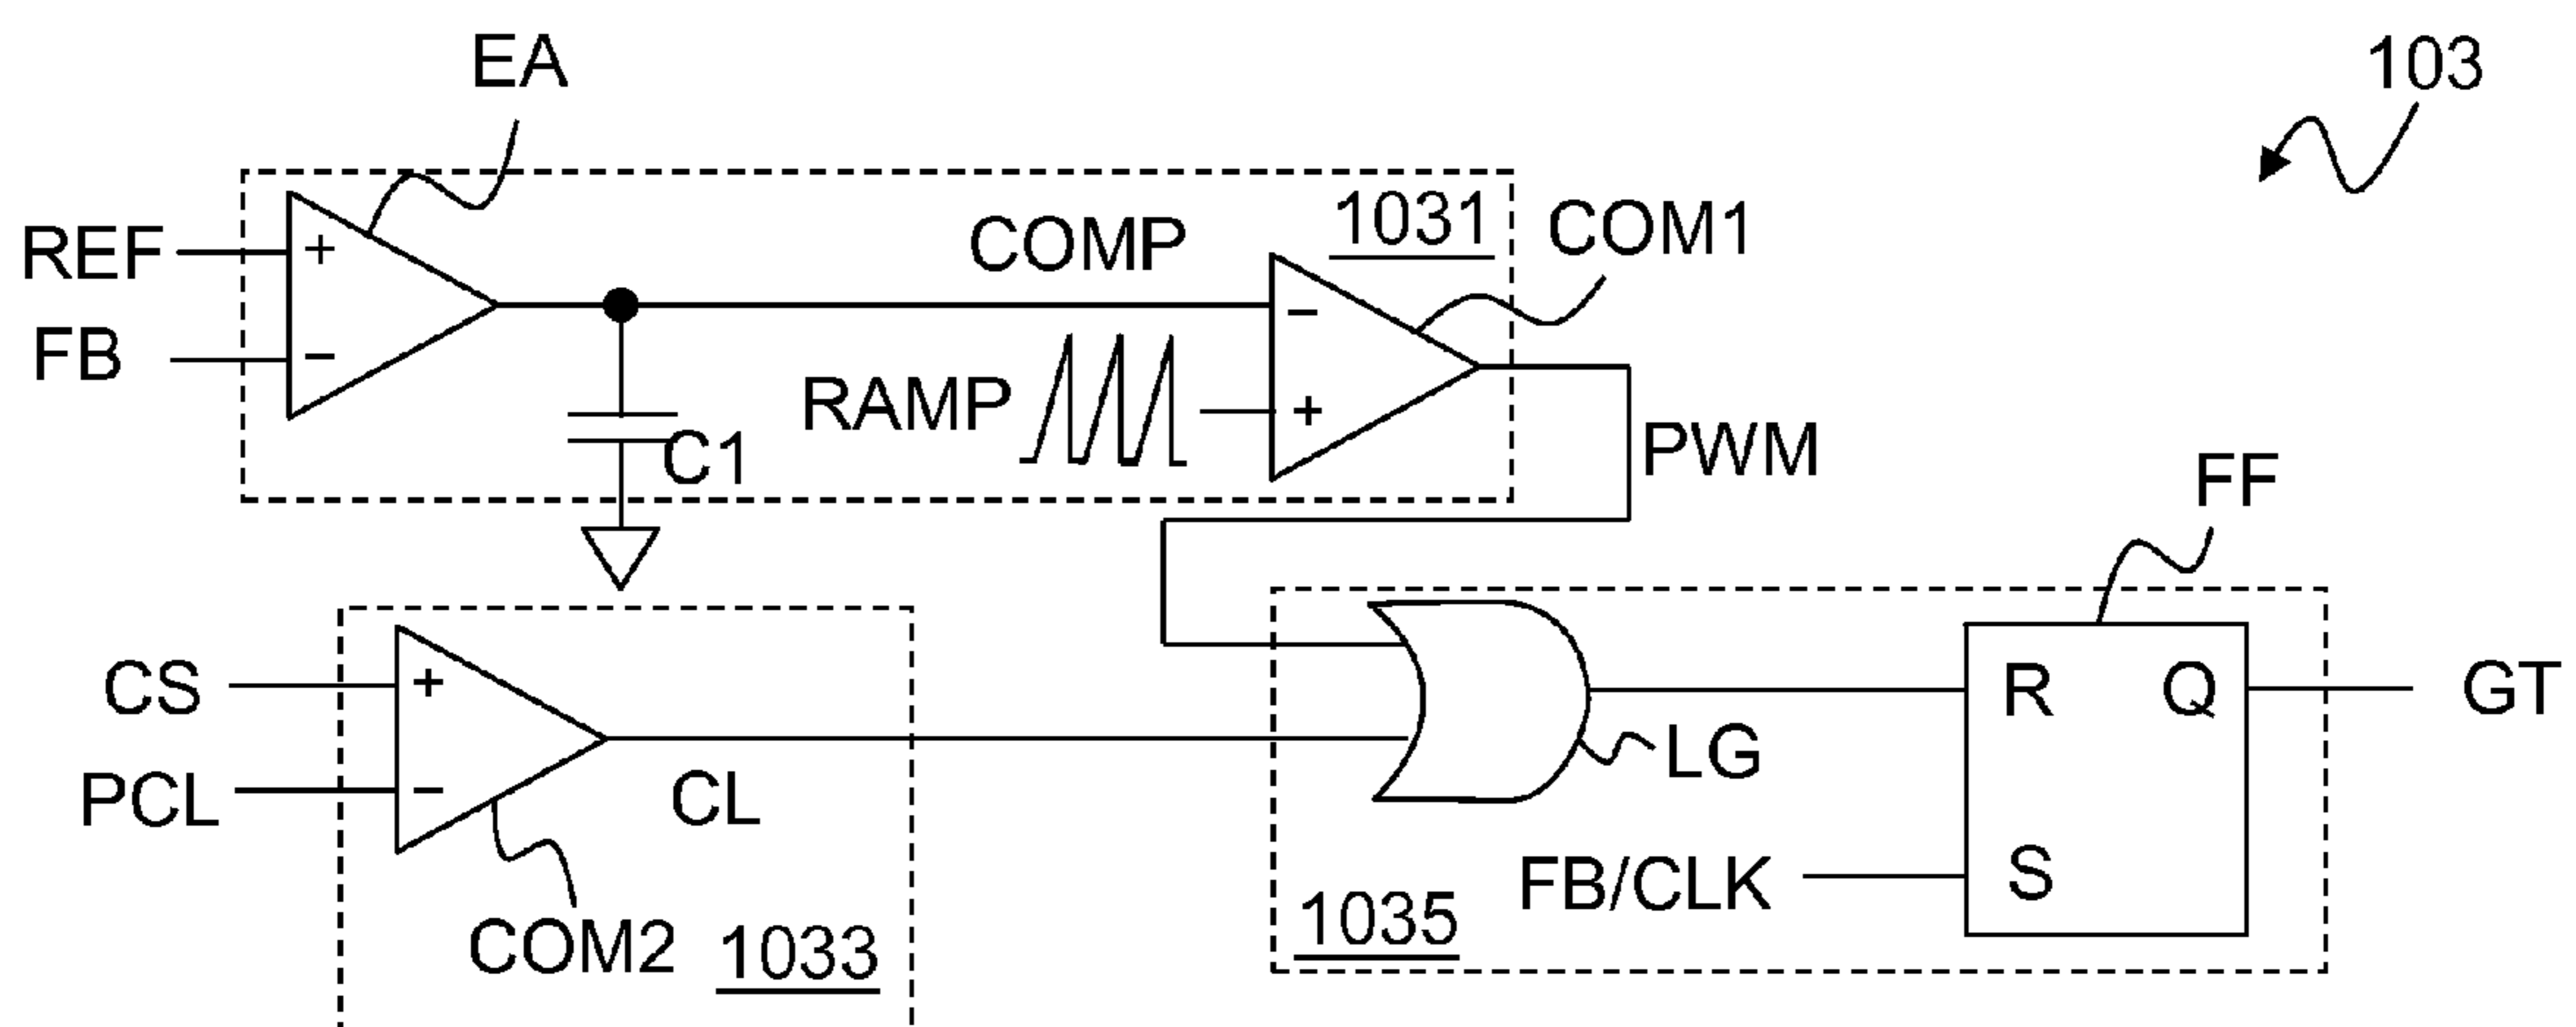 EA
103
REF
+
COMP
1031
COM1
FB
−
−
RAMP
+
C1
PWM
FF
CS
+
R
Q
GT
PCL
−
CL
LG
FB/CLK
S
COM2
1033
1035